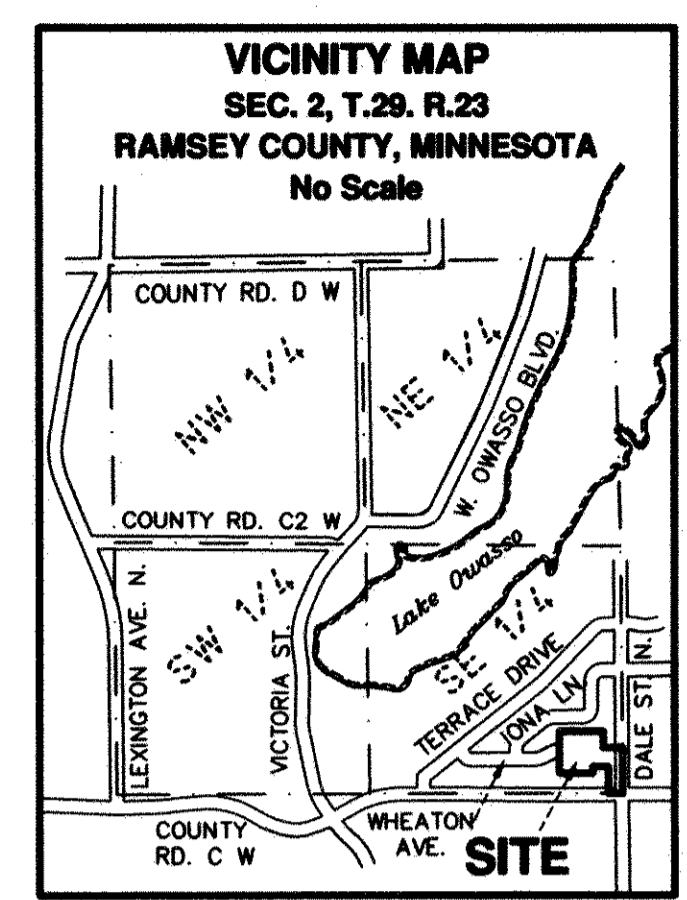 VICINITY MAP
SEC. 2, T.29. R.23
RAMSEY COUNTY, MINNESOTA
No Scale
COUNTY RD. D W
NW 1/4
NE 1/4
W. OWASSO BLVD.
COUNTY RD. C2 W
Lake Owasso
SW 1/4
SE 1/4
LEXINGTON AVE. N.
VICTORIA ST.
TERRACE DRIVE
IONA LN
DALE ST. N.
COUNTY
RD. C W
WHEATON
AVE.
SITE